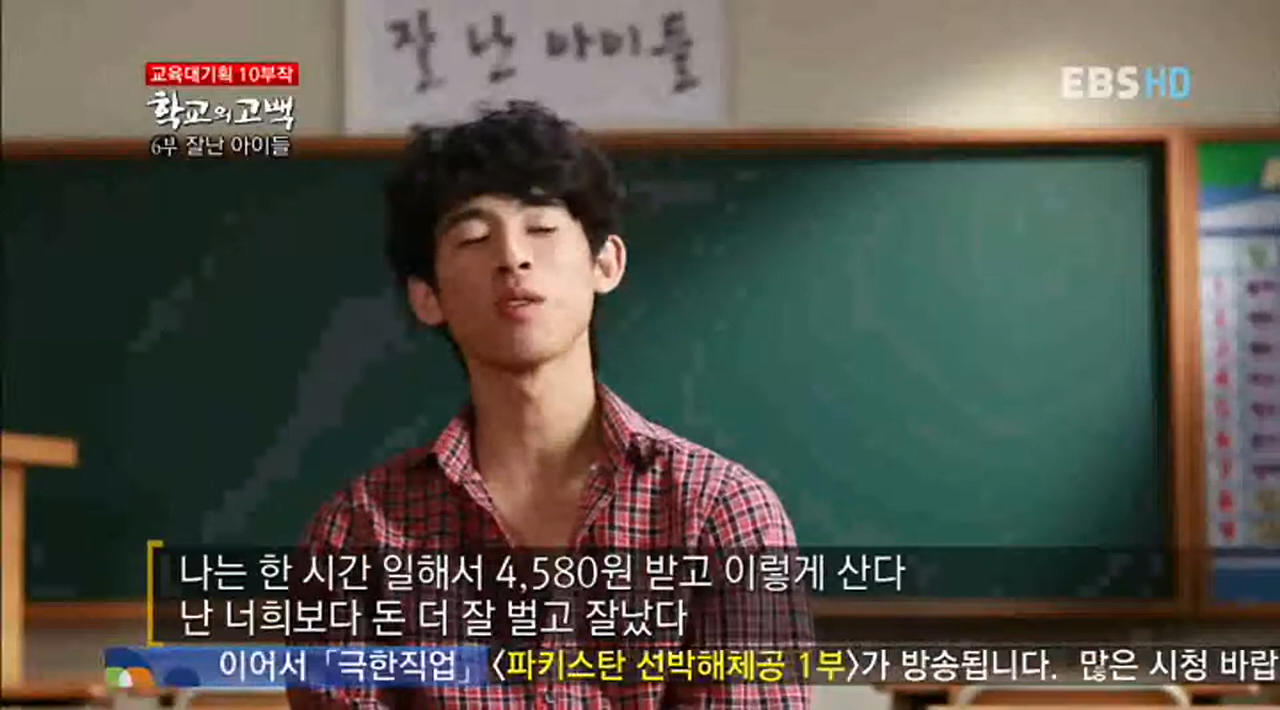 잘 난 아이들
교육대기획 10부작
학교의 고백
6부 잘난 아이들
EBS HD
나는 한 시간 일해서 4,580원 받고 이렇게 산다
난 너희보다 돈 더 잘 벌고 잘났다
이어서 「극한직업」 〈파키스탄 선박해체공 1부〉가 방송됩니다. 많은 시청 바랍